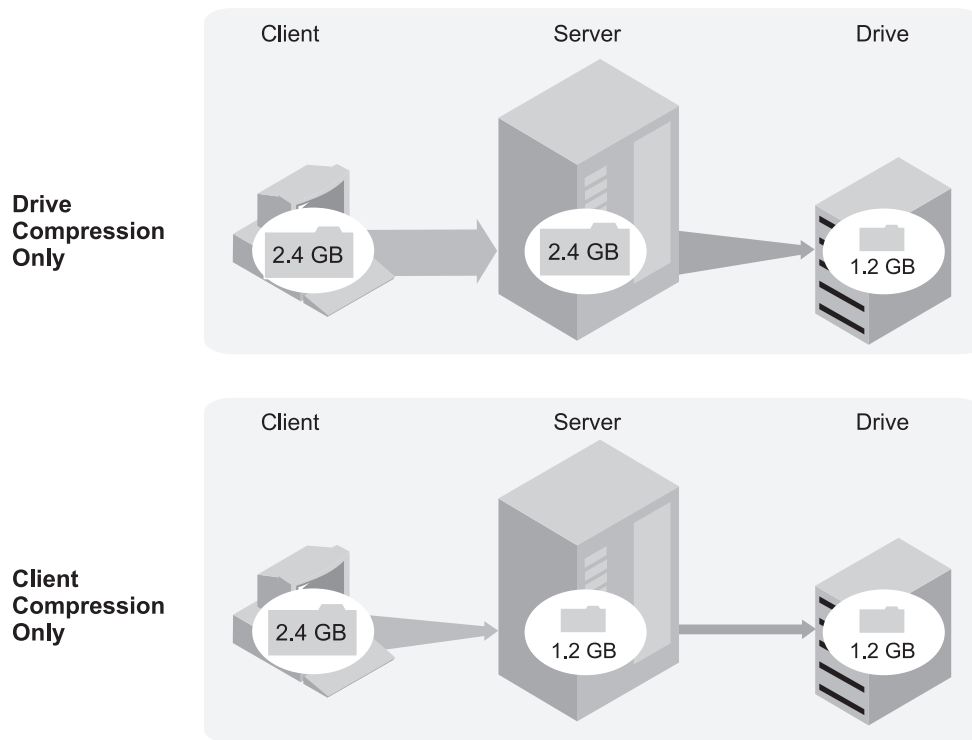 Client Server Drive
Drive
Compression
Only
2.4 GB 2.4 GB 1.2 GB
Client Server Drive
Client
Compression
Only
2.4 GB 1.2 GB 1.2 GB